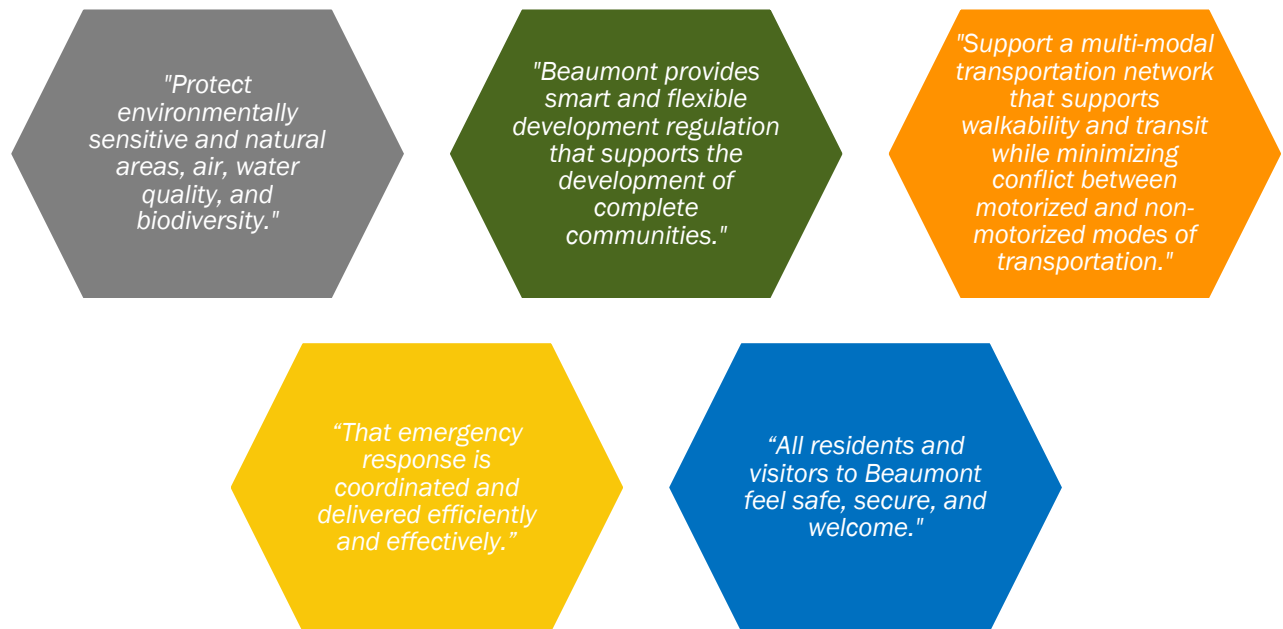 "Protect
environmentally
sensitive and natural
areas, air, water
quality, and
biodiversity."
"Beaumont provides
smart and flexible
development regulation
that supports the
development of
complete
communities."
"Support a multi-modal
transportation network
that supports
walkability and transit
while minimizing
conflict between
motorized and non-
motorized modes of
transportation."
“That emergency
response is
coordinated and
delivered efficiently
and effectively.”
“All residents and
visitors to Beaumont
feel safe, secure, and
welcome."